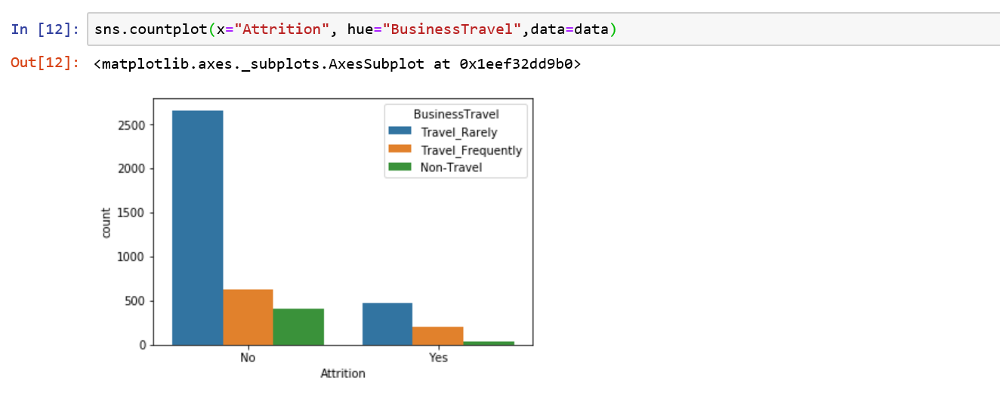 In [12]: sns.countplot(x="Attrition", hue="BusinessTravel",data=data)
Out[12]: <matplotlib.axes._subplots.AxesSubplot at 0x1eef32dd9b0>
BusinessTravel
Travel_Rarely
Travel_Frequently
Non-Travel
2500
2000
1500
1000
500
0
count
No Yes
Attrition